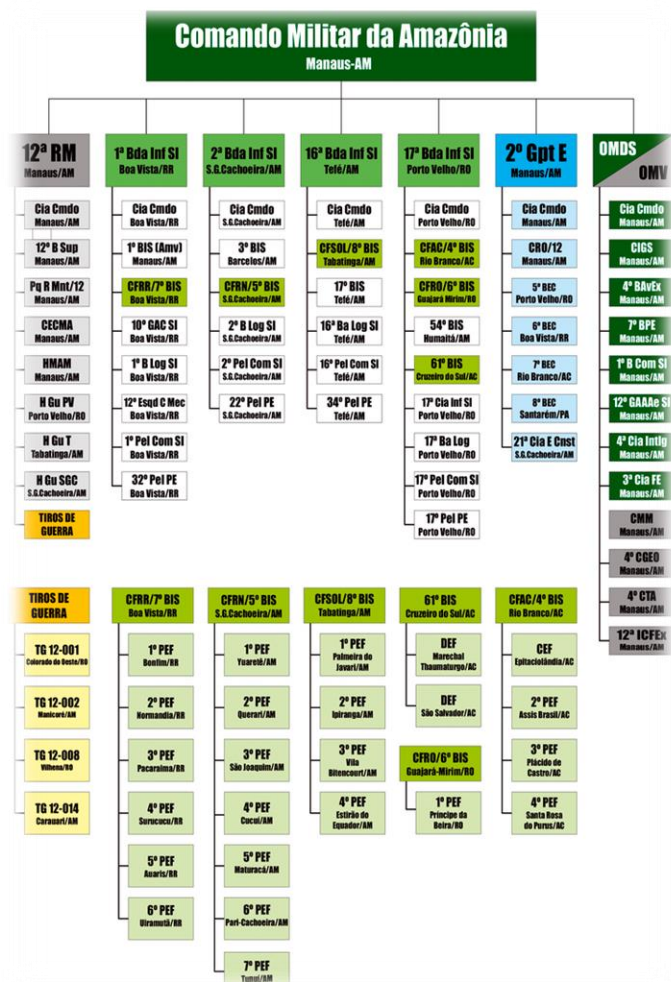 Comando Militar da Amazônia
Manaus-AM
12ª RM
Manaus/AM
Cia Cmdo
Manaus/AM
12º B Sup
Manaus/AM
Pq R Mnt/12
Manaus/AM
CECMA
Manaus/AM
HMAM
Manaus/AM
H Gu PV
Porto Velho/RO
H Gu T
Tabatinga/AM
H Gu SGC
S.G.Cachoeira/AM
TIROS DE
GUERRA
1ª Bda Inf Sl
Boa Vista/RR
Cia Cmdo
Boa Vista/RR
1º BIS (Amv)
Manaus/AM
CFRR/7º BIS
Boa Vista/RR
10º GAC Sl
Boa Vista/RR
1º B Log Sl
Boa Vista/RR
12º Esqd C Mec
Boa Vista/RR
1º Pel Com Sl
Boa Vista/RR
32º Pel PE
Boa Vista/RR
2ª Bda Inf Sl
S.G.Cachoeira/AM
Cia Cmdo
S.G.Cachoeira/AM
3º BIS
Barcelos/AM
CFRN/5º BIS
S.G.Cachoeira/AM
2º B Log Sl
S.G.Cachoeira/AM
2º Pel Com Sl
S.G.Cachoeira/AM
22º Pel PE
S.G.Cachoeira/AM
16ª Bda Inf Sl
Tefé/AM
Cia Cmdo
Tefé/AM
CFSOL/8º BIS
Tabatinga/AM
17º BIS
Tefé/AM
16ª Ba Log Sl
Tefé/AM
16º Pel Com Sl
Tefé/AM
34º Pel PE
Tefé/AM
17ª Bda Inf Sl
Porto Velho/RO
Cia Cmdo
Porto Velho/RO
CFAC/4º BIS
Rio Branco/AC
CFRO/6º BIS
Guajará Mirim/RO
54º BIS
Humaitá/AM
61º BIS
Cruzeiro do Sul/AC
17ª Cia Inf Sl
Porto Velho/RO
17ª Ba Log
Porto Velho/RO
17º Pel Com Sl
Porto Velho/RO
17º Pel PE
Porto Velho/RO
2º Gpt E
Manaus/AM
Cia Cmdo
Manaus/AM
CRO/12
Manaus/AM
5º BEC
Porto Velho/RO
6º BEC
Boa Vista/RR
7º BEC
Rio Branco/AC
8º BEC
Santarém/PA
21ª Cia E Cnst
S.G.Cachoeira/AM
OMDS
OMV
Cia Cmdo
Manaus/AM
CIGS
Manaus/AM
4º BAvEx
Manaus/AM
7º BPE
Manaus/AM
1º B Com Sl
Manaus/AM
12º GAAAe Sl
Manaus/AM
4ª Cia Intlg
Manaus/AM
3ª Cia FE
Manaus/AM
CMM
Manaus/AM
4º CGEO
Manaus/AM
4º CTA
Manaus/AM
12ª ICFEx
Manaus/AM
TIROS DE
GUERRA
TG 12-001
Colorado do Oeste/RO
TG 12-002
Manicoré/AM
TG 12-008
Vilhena/RO
TG 12-014
Carauari/AM
CFRR/7º BIS
Boa Vista/RR
1º PEF
Bonfim/RR
2º PEF
Normandia/RR
3º PEF
Pacaraima/RR
4º PEF
Surucucu/RR
5º PEF
Auaris/RR
6º PEF
Uiramutã/RR
CFRN/5º BIS
S.G.Cachoeira/AM
1º PEF
Yuaretê/AM
2º PEF
Querari/AM
3º PEF
São Joaquim/AM
4º PEF
Cucuí/AM
5º PEF
Maturacá/AM
6º PEF
Pari-Cachoeira/AM
7º PEF
Tunuí/AM
CFSOL/8º BIS
Tabatinga/AM
1º PEF
Palmeira do
Javari/AM
2º PEF
Ipiranga/AM
3º PEF
Vila
Bitencourt/AM
4º PEF
Estirão do
Equador/AM
61º BIS
Cruzeiro do Sul/AC
DEF
Marechal
Thaumaturgo/AC
DEF
São Salvador/AC
CFRO/6º BIS
Guajará-Mirim/RO
1º PEF
Príncipe da
Beira/RO
CFAC/4º BIS
Rio Branco/AC
CEF
Epitaciolândia/AC
2º PEF
Assis Brasil/AC
3º PEF
Plácido de
Castro/AC
4º PEF
Santa Rosa
do Purus/AC